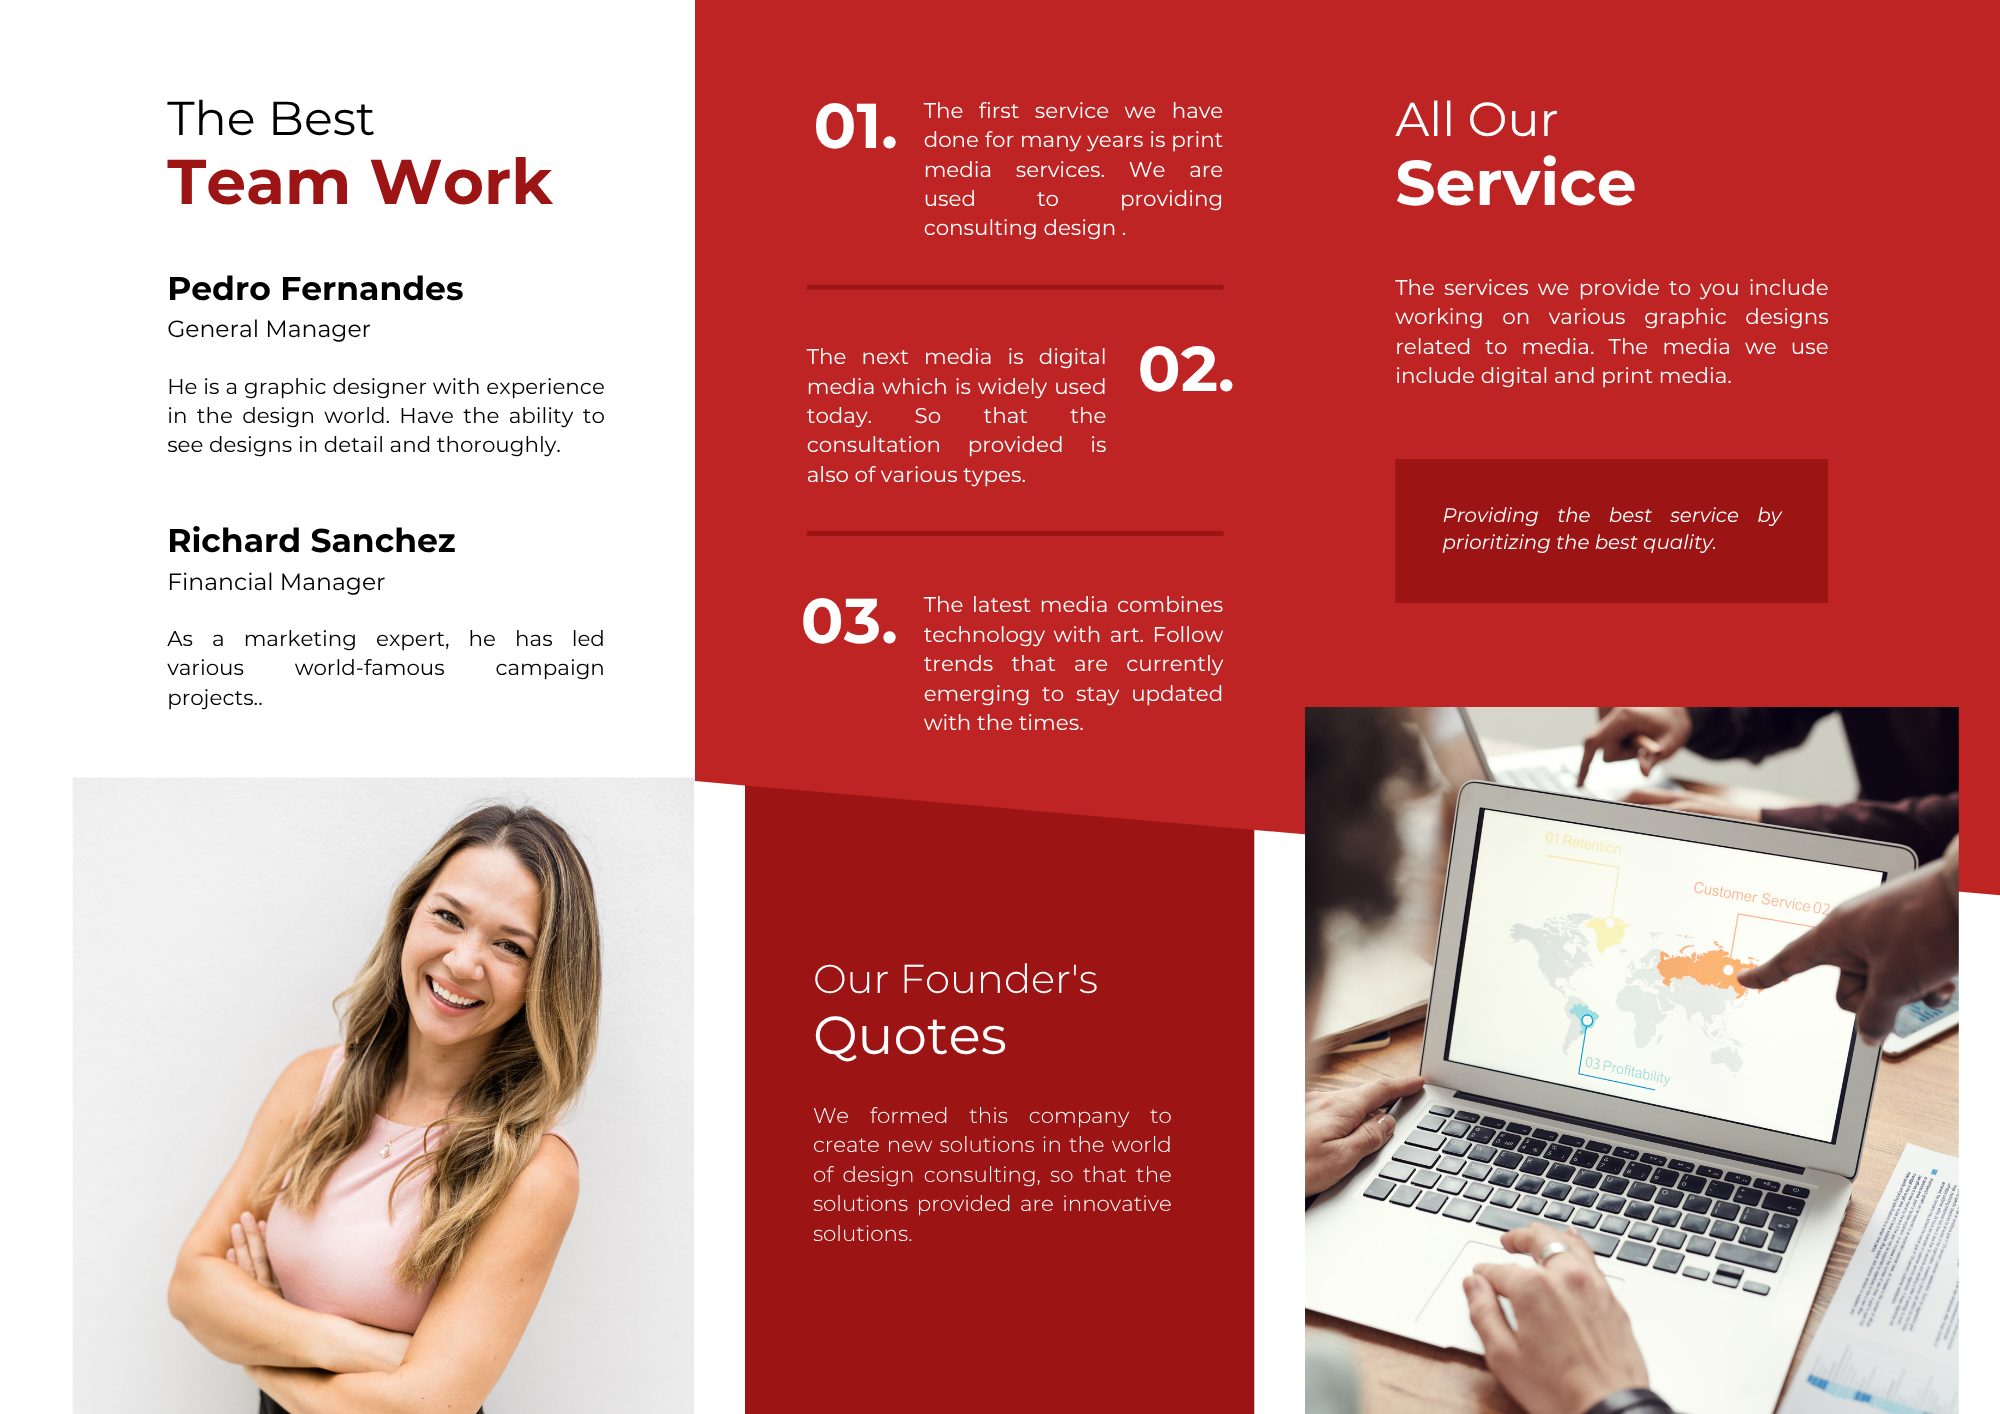 The Best
Team Work
Pedro Fernandes
General Manager
He is a graphic designer with experience
in the design world. Have the ability to
see designs in detail and thoroughly.
Richard Sanchez
Financial Manager
As a marketing expert, he has led
various world-famous campaign
projects..
01.
The first service we have
done for many years is print
media services. We are
used to providing
consulting design .
The next media is digital
media which is widely used
today. So that the
consultation provided is
also of various types.
02.
03.
The latest media combines
technology with art. Follow
trends that are currently
emerging to stay updated
with the times.
Our Founder's
Quotes
We formed this company to
create new solutions in the world
of design consulting, so that the
solutions provided are innovative
solutions.
All Our
Service
The services we provide to you include
working on various graphic designs
related to media. The media we use
include digital and print media.
Providing the best service by
prioritizing the best quality.
01 Retention
Customer Service 02
03 Profitability